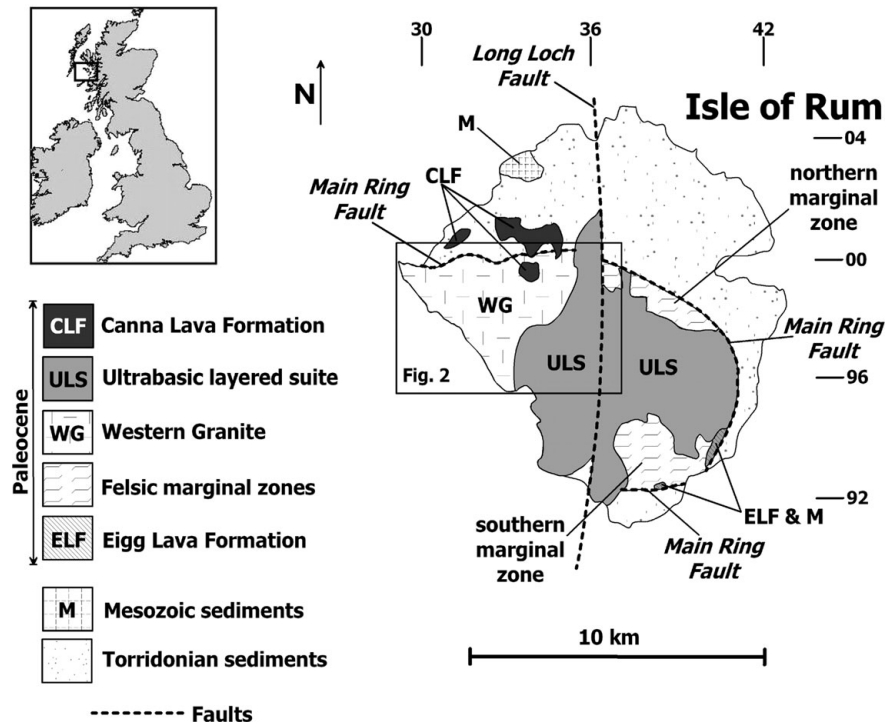 30
36
42
Long Loch
Fault
Isle of Rum
N
M
04
CLF
northern
marginal
zone
Main Ring
Fault
00
WG
Main Ring
Fault
ULS
ULS
Fig. 2
96
92
ELF & M
southern
marginal
zone
Main Ring
Fault
10 km
Paleocene
CLF Canna Lava Formation
ULS Ultrabasic layered suite
WG Western Granite
Felsic marginal zones
ELF Eigg Lava Formation
M Mesozoic sediments
Torridonian sediments
Faults